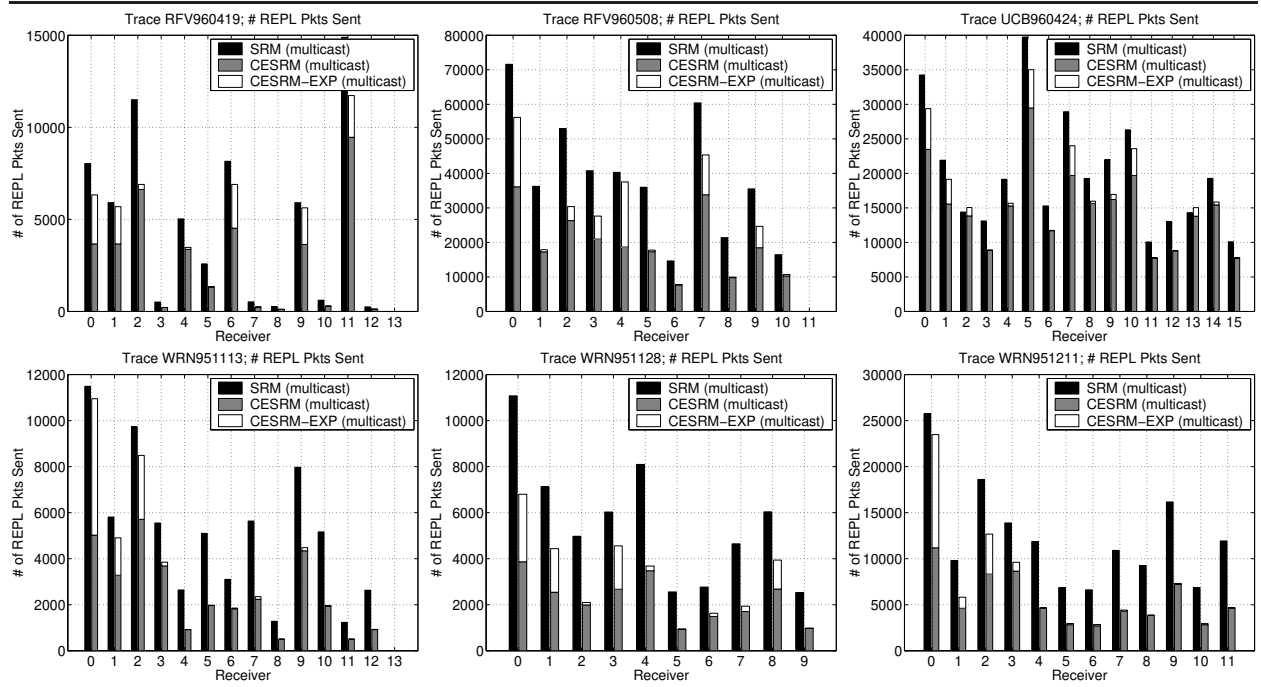 Trace RFV960419; # REPL Pkts Sent
# of REPL Pkts Sent
15000
10000
5000
0
SRM (multicast)
CESRM (multicast)
CESRM−EXP (multicast)
0 1 2 3 4 5 6 7 8 9 10 11 12 13
Receiver
Trace RFV960508; # REPL Pkts Sent
# of REPL Pkts Sent
80000
70000
60000
50000
40000
30000
20000
10000
0
SRM (multicast)
CESRM (multicast)
CESRM−EXP (multicast)
0 1 2 3 4 5 6 7 8 9 10 11
Receiver
Trace UCB960424; # REPL Pkts Sent
# of REPL Pkts Sent
40000
35000
30000
25000
20000
15000
10000
5000
0
SRM (multicast)
CESRM (multicast)
CESRM−EXP (multicast)
0 1 2 3 4 5 6 7 8 9 10 11 12 13 14 15
Receiver
Trace WRN951113; # REPL Pkts Sent
# of REPL Pkts Sent
12000
10000
8000
6000
4000
2000
0
SRM (multicast)
CESRM (multicast)
CESRM−EXP (multicast)
0 1 2 3 4 5 6 7 8 9 10 11 12 13
Receiver
Trace WRN951128; # REPL Pkts Sent
# of REPL Pkts Sent
12000
10000
8000
6000
4000
2000
0
SRM (multicast)
CESRM (multicast)
CESRM−EXP (multicast)
0 1 2 3 4 5 6 7 8 9
Receiver
Trace WRN951211; # REPL Pkts Sent
# of REPL Pkts Sent
30000
25000
20000
15000
10000
5000
0
SRM (multicast)
CESRM (multicast)
CESRM−EXP (multicast)
0 1 2 3 4 5 6 7 8 9 10 11
Receiver